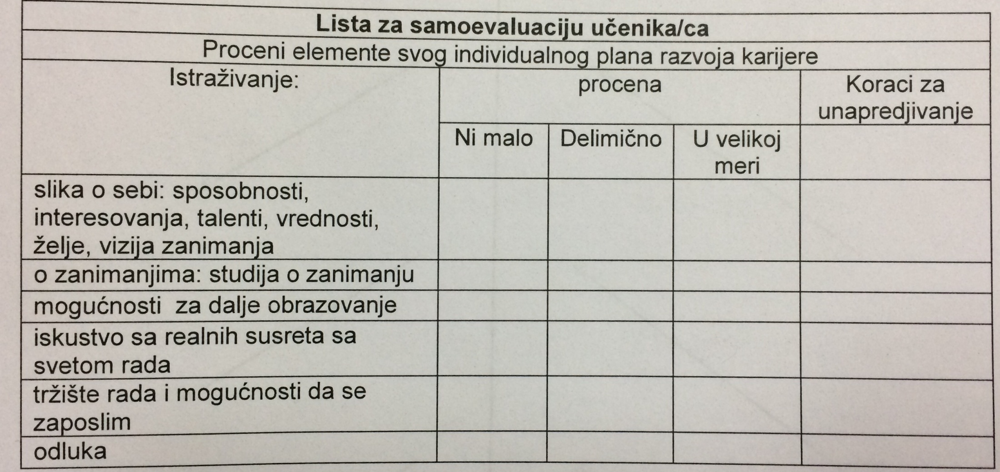 Lista za samoevaluaciju učenika/ca
Proceni elemente svog individualnog plana razvoja karijere
Istraživanje:
procena
Koraci za
unapredjivanje
Ni malo
Delimično
U velikoj
meri
slika o sebi: sposobnosti,
interesovanja, talenti, vrednosti,
želje, vizija zanimanja
o zanimanjima: studija o zanimanju
mogućnosti za dalje obrazovanje
iskustvo sa realnih susreta sa
svetom rada
tržište rada i mogućnosti da se
zaposlim
odluka